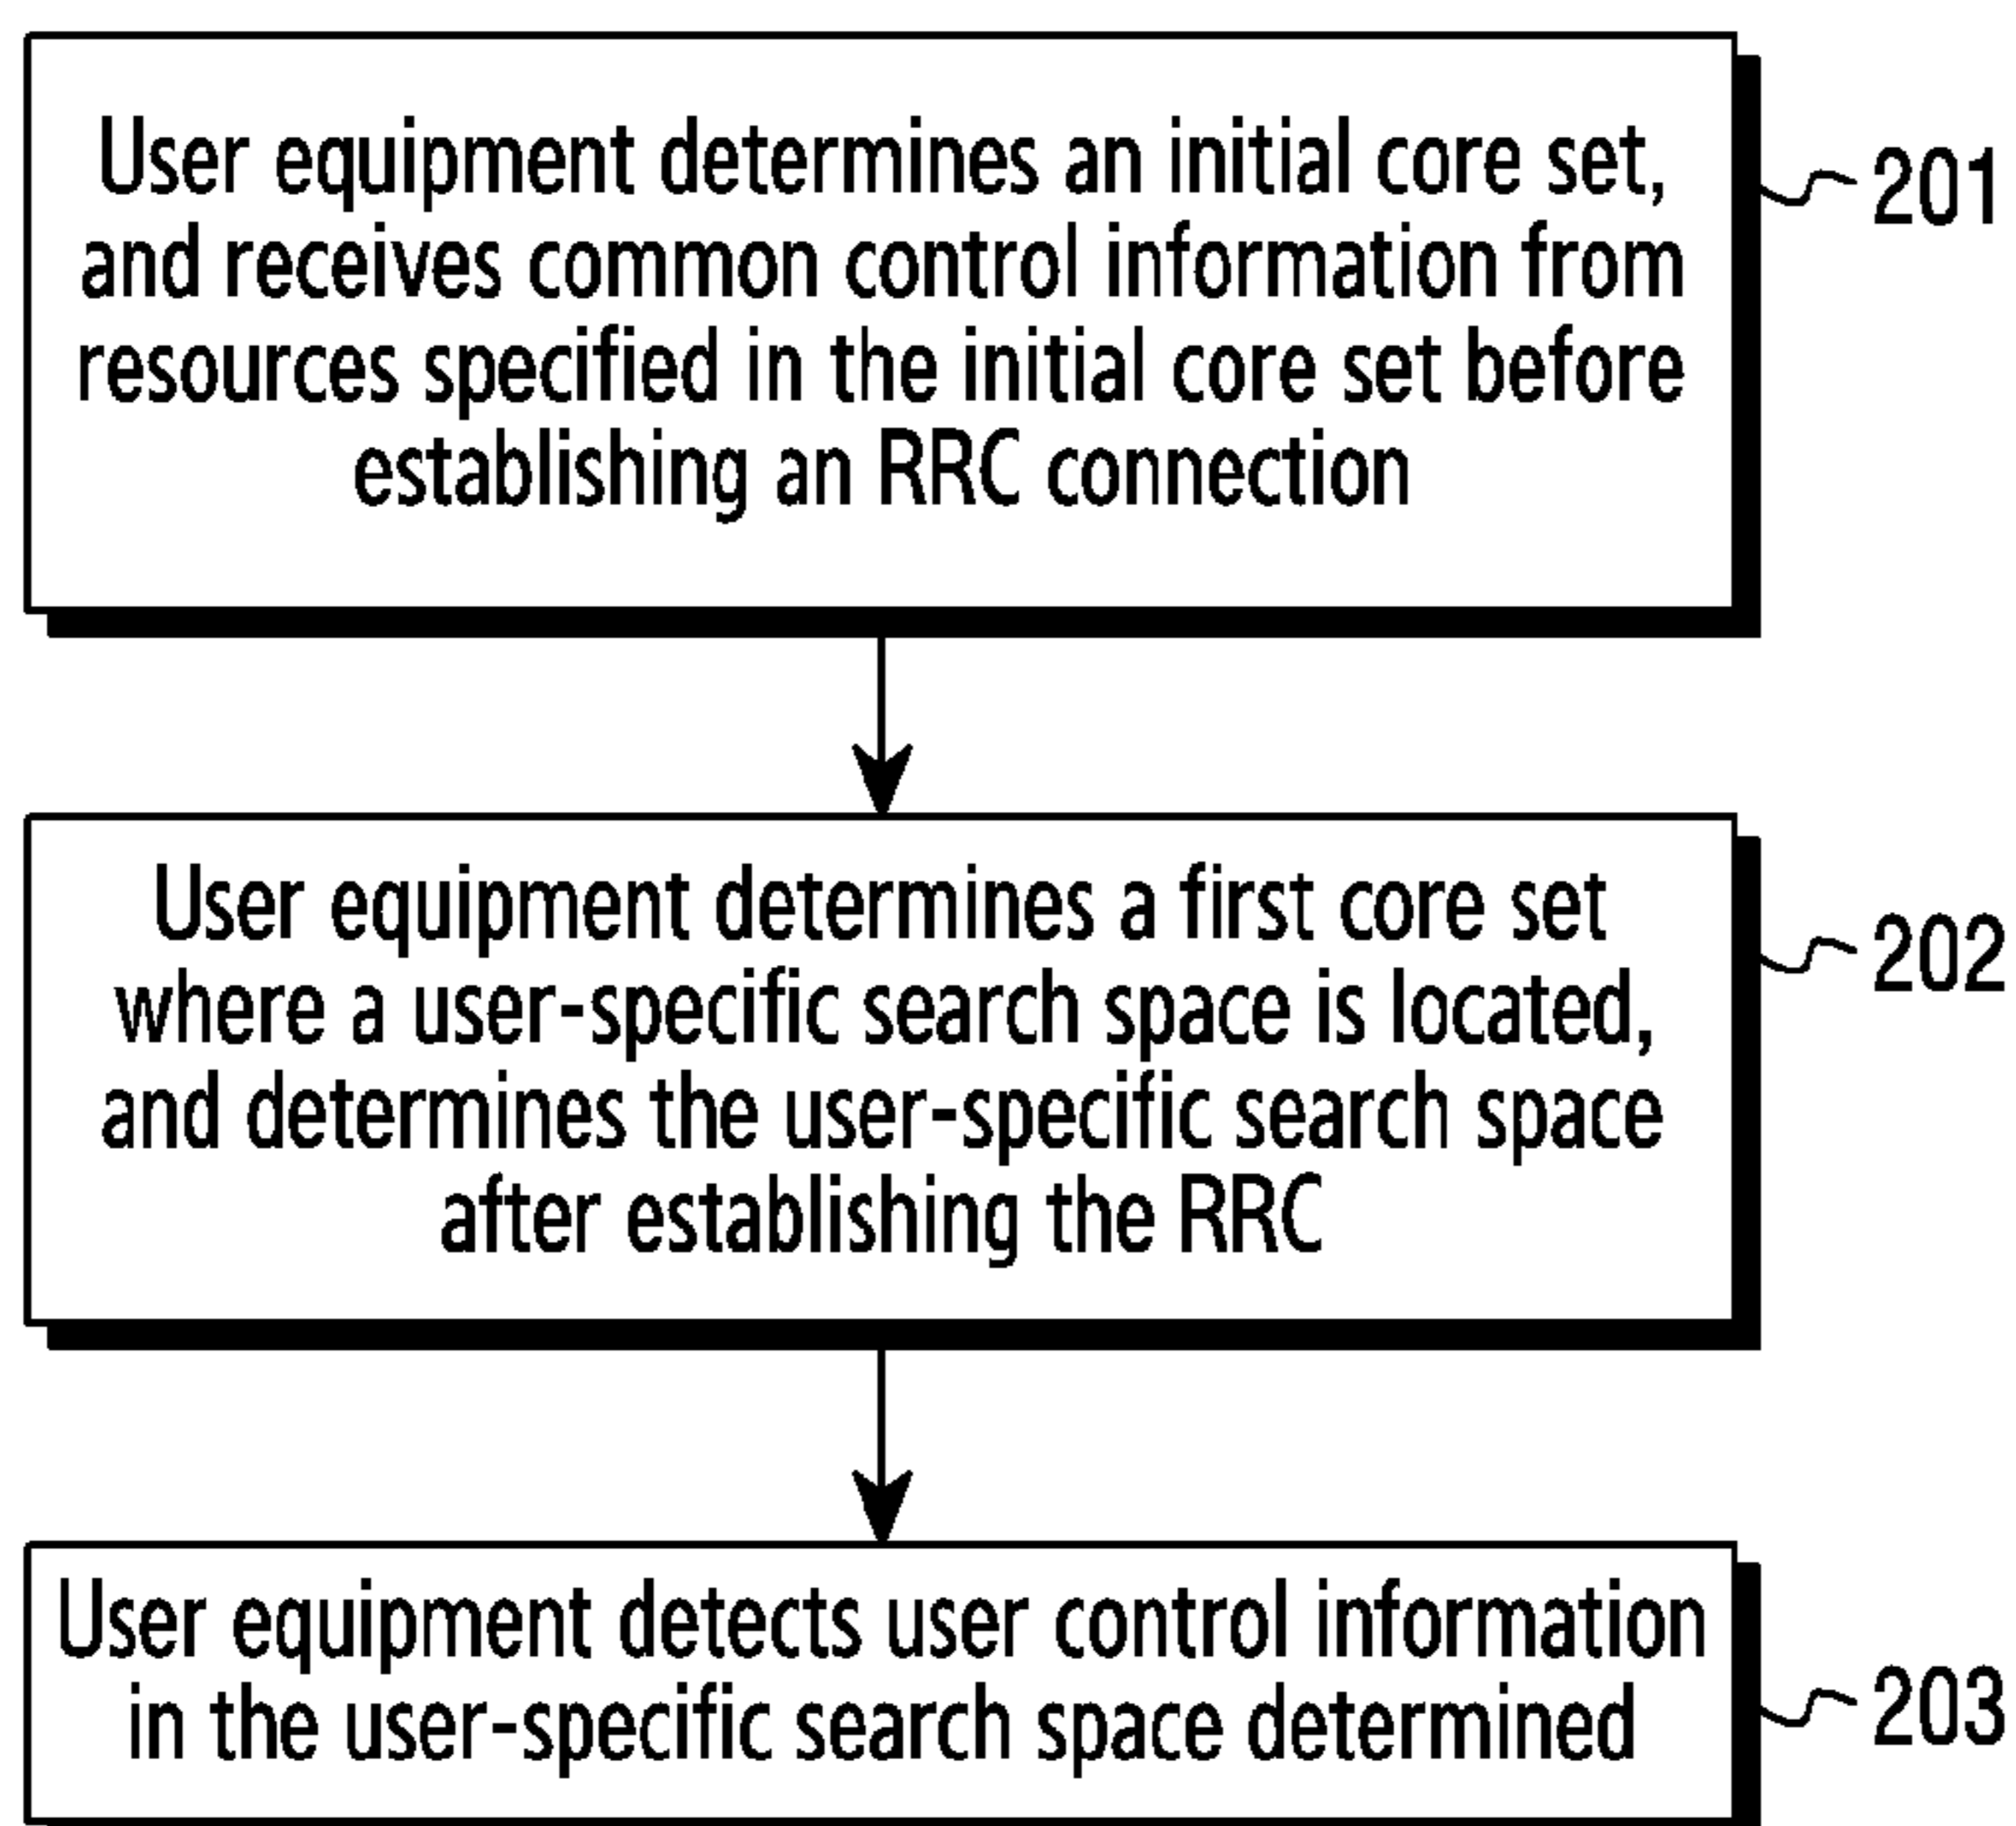 User equipment determines an initial core set,
and receives common control information from
resources specified in the initial core set before
establishing an RRC connection
201
User equipment determines a first core set
where a user-specific search space is located,
and determines the user-specific search space
after establishing the RRC
202
User equipment detects user control information
in the user-specific search space determined
203